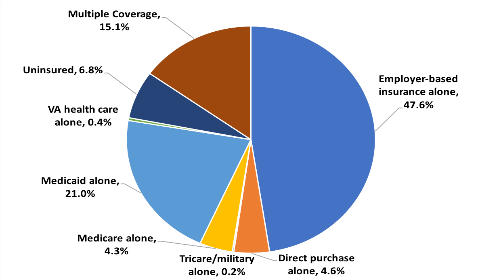 Multiple Coverage,
15.1%
Uninsured, 6.8%
VA health care
alone, 0.4%
Medicaid alone,
21.0%
Medicare alone,
4.3%
Tricare/military
alone, 0.2%
Direct purchase
alone, 4.6%
Employer-based
insurance alone,
47.6%